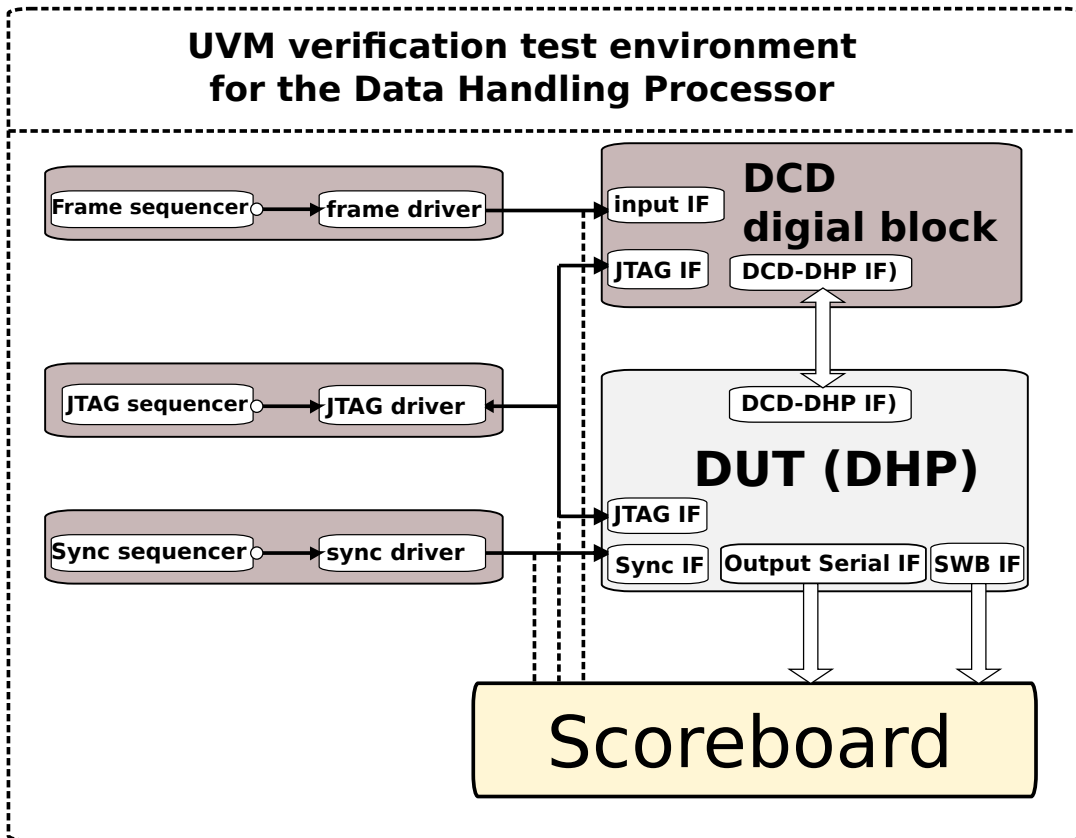 UVM verification test environment
for the Data Handling Processor
Frame sequencer
frame driver
input IF
DCD
digial block
JTAG IF
DCD-DHP IF)
JTAG sequencer
JTAG driver
DCD-DHP IF)
DUT (DHP)
JTAG IF
Sync sequencer
sync driver
Sync IF
Output Serial IF
SWB IF
Scoreboard